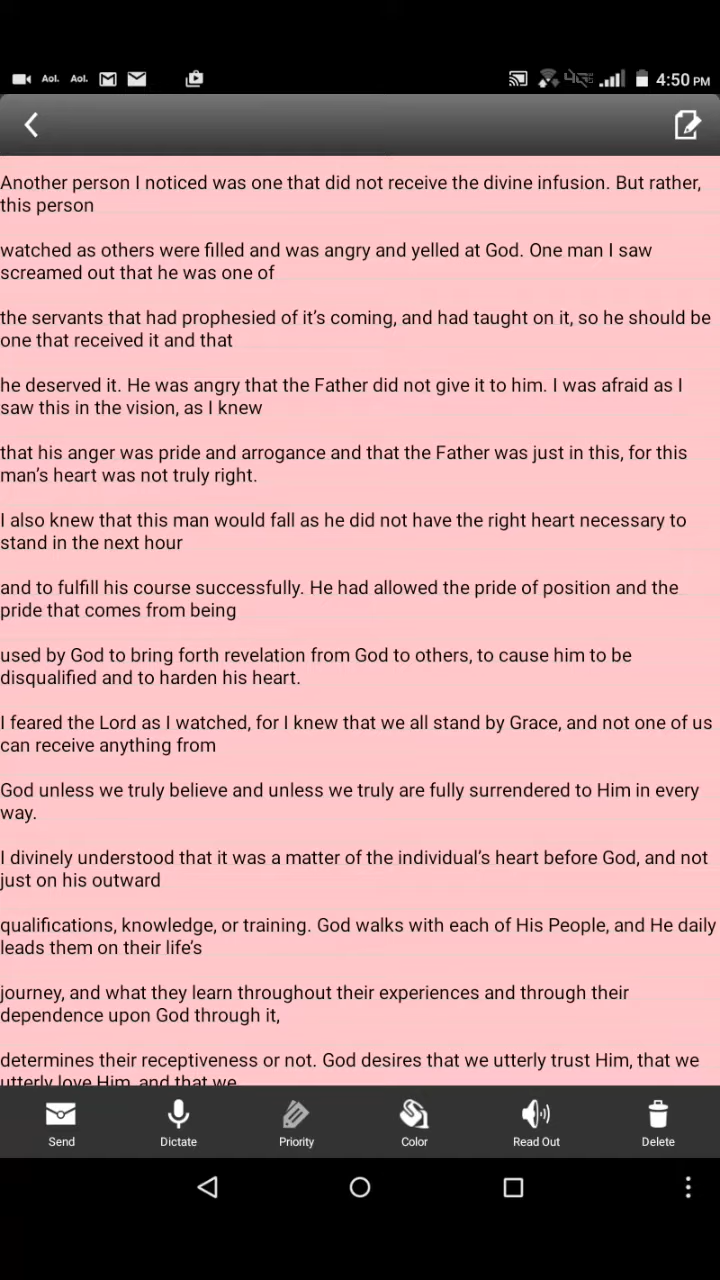 Aol. Aol. 4:50 PM
Another person I noticed was one that did not receive the divine infusion. But rather,
this person
watched as others were filled and was angry and yelled at God. One man I saw
screamed out that he was one of
the servants that had prophesied of it's coming, and had taught on it, so he should be
one that received it and that
he deserved it. He was angry that the Father did not give it to him. I was afraid as I
saw this in the vision, as I knew
that his anger was pride and arrogance and that the Father was just in this, for this
man's heart was not truly right.
I also knew that this man would fall as he did not have the right heart necessary to
stand in the next hour
and to fulfill his course successfully. He had allowed the pride of position and the
pride that comes from being
used by God to bring forth revelation from God to others, to cause him to be
disqualified and to harden his heart.
I feared the Lord as I watched, for I knew that we all stand by Grace, and not one of us
can receive anything from
God unless we truly believe and unless we truly are fully surrendered to Him in every
way.
I divinely understood that it was a matter of the individual's heart before God, and not
just on his outward
qualifications, knowledge, or training. God walks with each of His People, and He daily
leads them on their life's
journey, and what they learn throughout their experiences and through their
dependence upon God through it,
determines their receptiveness or not. God desires that we utterly trust Him, that we
utterly love Him, and that we
Send Dictate Priority Color Read Out Delete